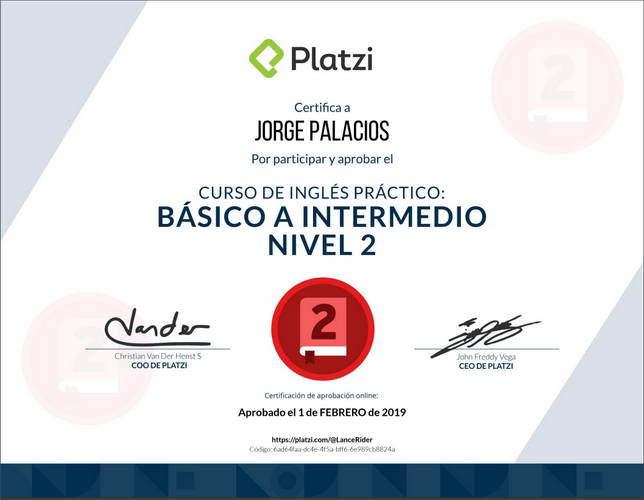 Platzi
Certifica a
JORGE PALACIOS
Por participar y aprobar el
CURSO DE INGLÉS PRÁCTICO:
BÁSICO A INTERMEDIO
NIVEL 2
2
2
Vander
Christian Van Der Henst S
COO DE PLATZI
John Freddy Vega
CEO DE PLATZI
Certificación de aprobación online:
Aprobado el 1 de FEBRERO de 2019
https://platzi.com/@LanceRider
Código: 6ad64faa-dc4e-4f5a-bff6-6e989cb8824a